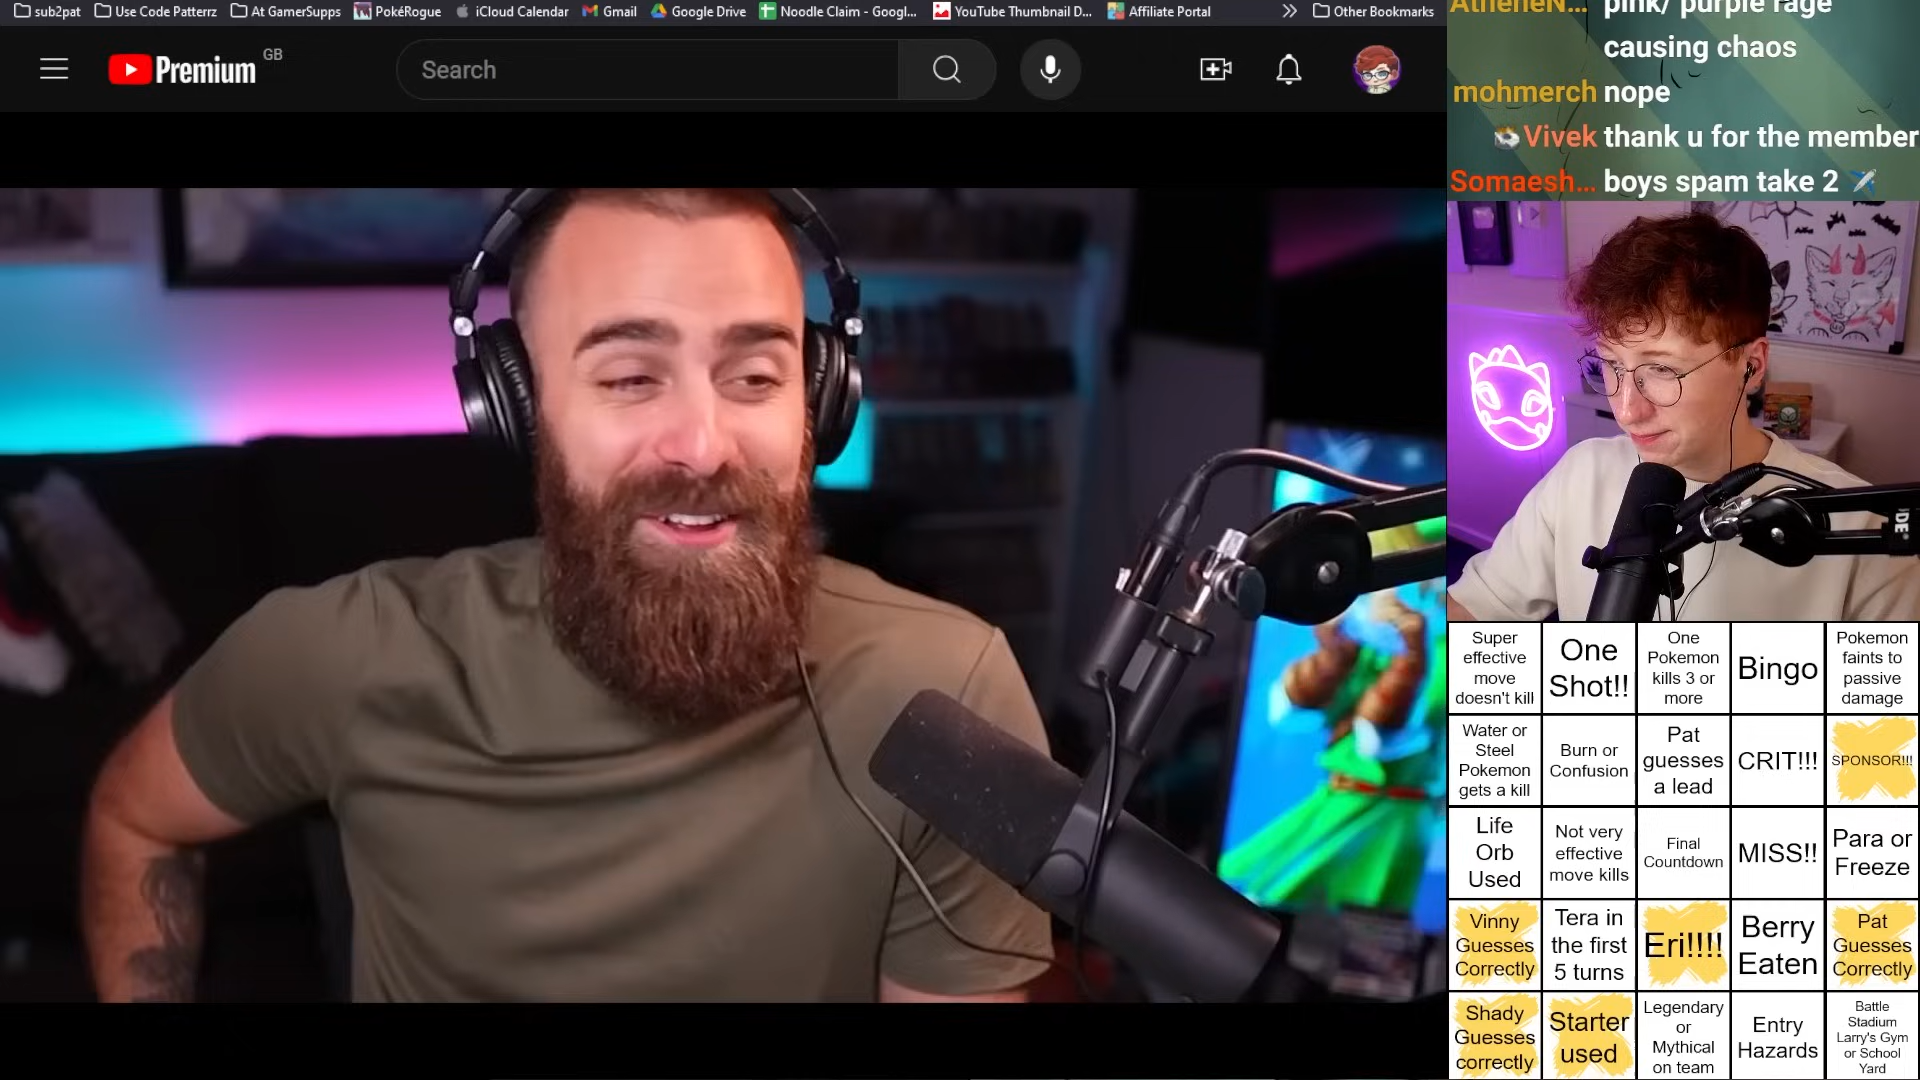 sub2pat Use Code Patterrz At GamerSupps PokéRogue iCloud Calendar Gmail Google Drive Noodle Claim - Googl... YouTube Thumbnail D... Affiliate Portal Other Bookmarks
Premium GB
Search
AtheneN... pink/ purple rage
causing chaos
mohmerch nope
Vivek thank u for the member
Somaesh... boys spam take 2
Super
effective
move
doesn't kill
One
Shot!!
One
Pokemon
kills 3 or
more
Bingo
Pokemon
faints to
passive
damage
Water or
Steel
Pokemon
gets a kill
Burn or
Confusion
Pat
guesses
a lead
CRIT!!!
SPONSOR!!!
Life
Orb
Used
Not very
effective
move kills
Final
Countdown
MISS!!
Para or
Freeze
Vinny
Guesses
Correctly
Tera in
the first
5 turns
Eri!!!!
Berry
Eaten
Pat
Guesses
Correctly
Shady
Guesses
correctly
Starter
used
Legendary
or
Mythical
on team
Entry
Hazards
Battle
Stadium
Larry's Gym
or School
Yard